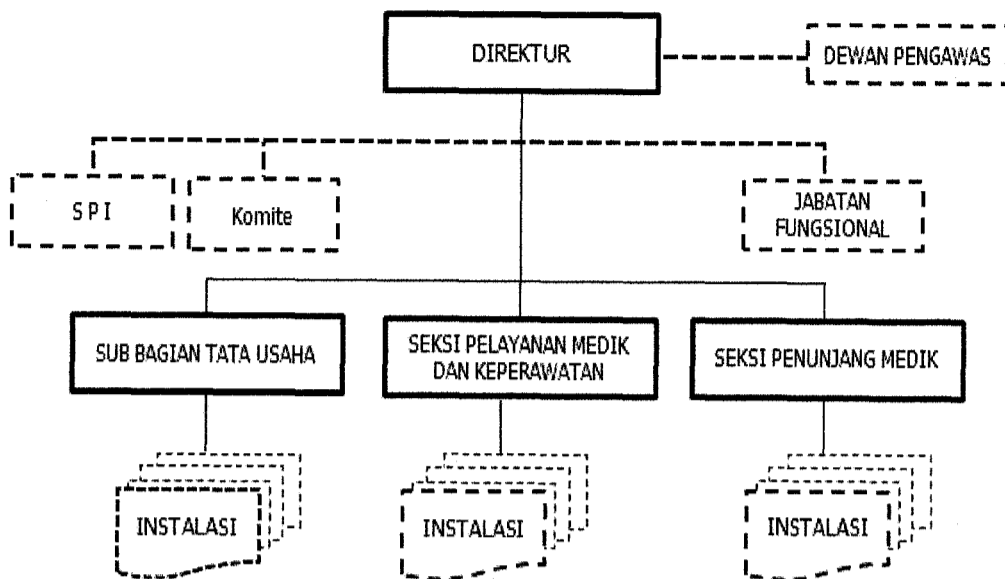 DIREKTUR
DEWAN PENGAWAS
S P I
Komite
JABATAN
FUNGSIONAL
SUB BAGIAN TATA USAHA
SEKSI PELAYANAN MEDIK
DAN KEPERAWATAN
SEKSI PENUNJANG MEDIK
INSTALASI
INSTALASI
INSTALASI